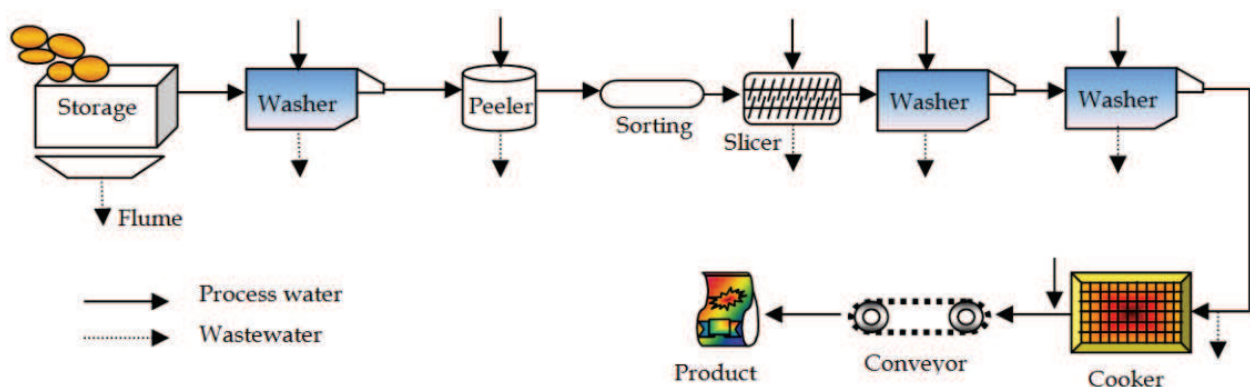 Storage
Washer
Peeler
Sorting
Slicer
Washer
Washer
Flume
Process water
Wastewater
Product
Conveyor
Cooker